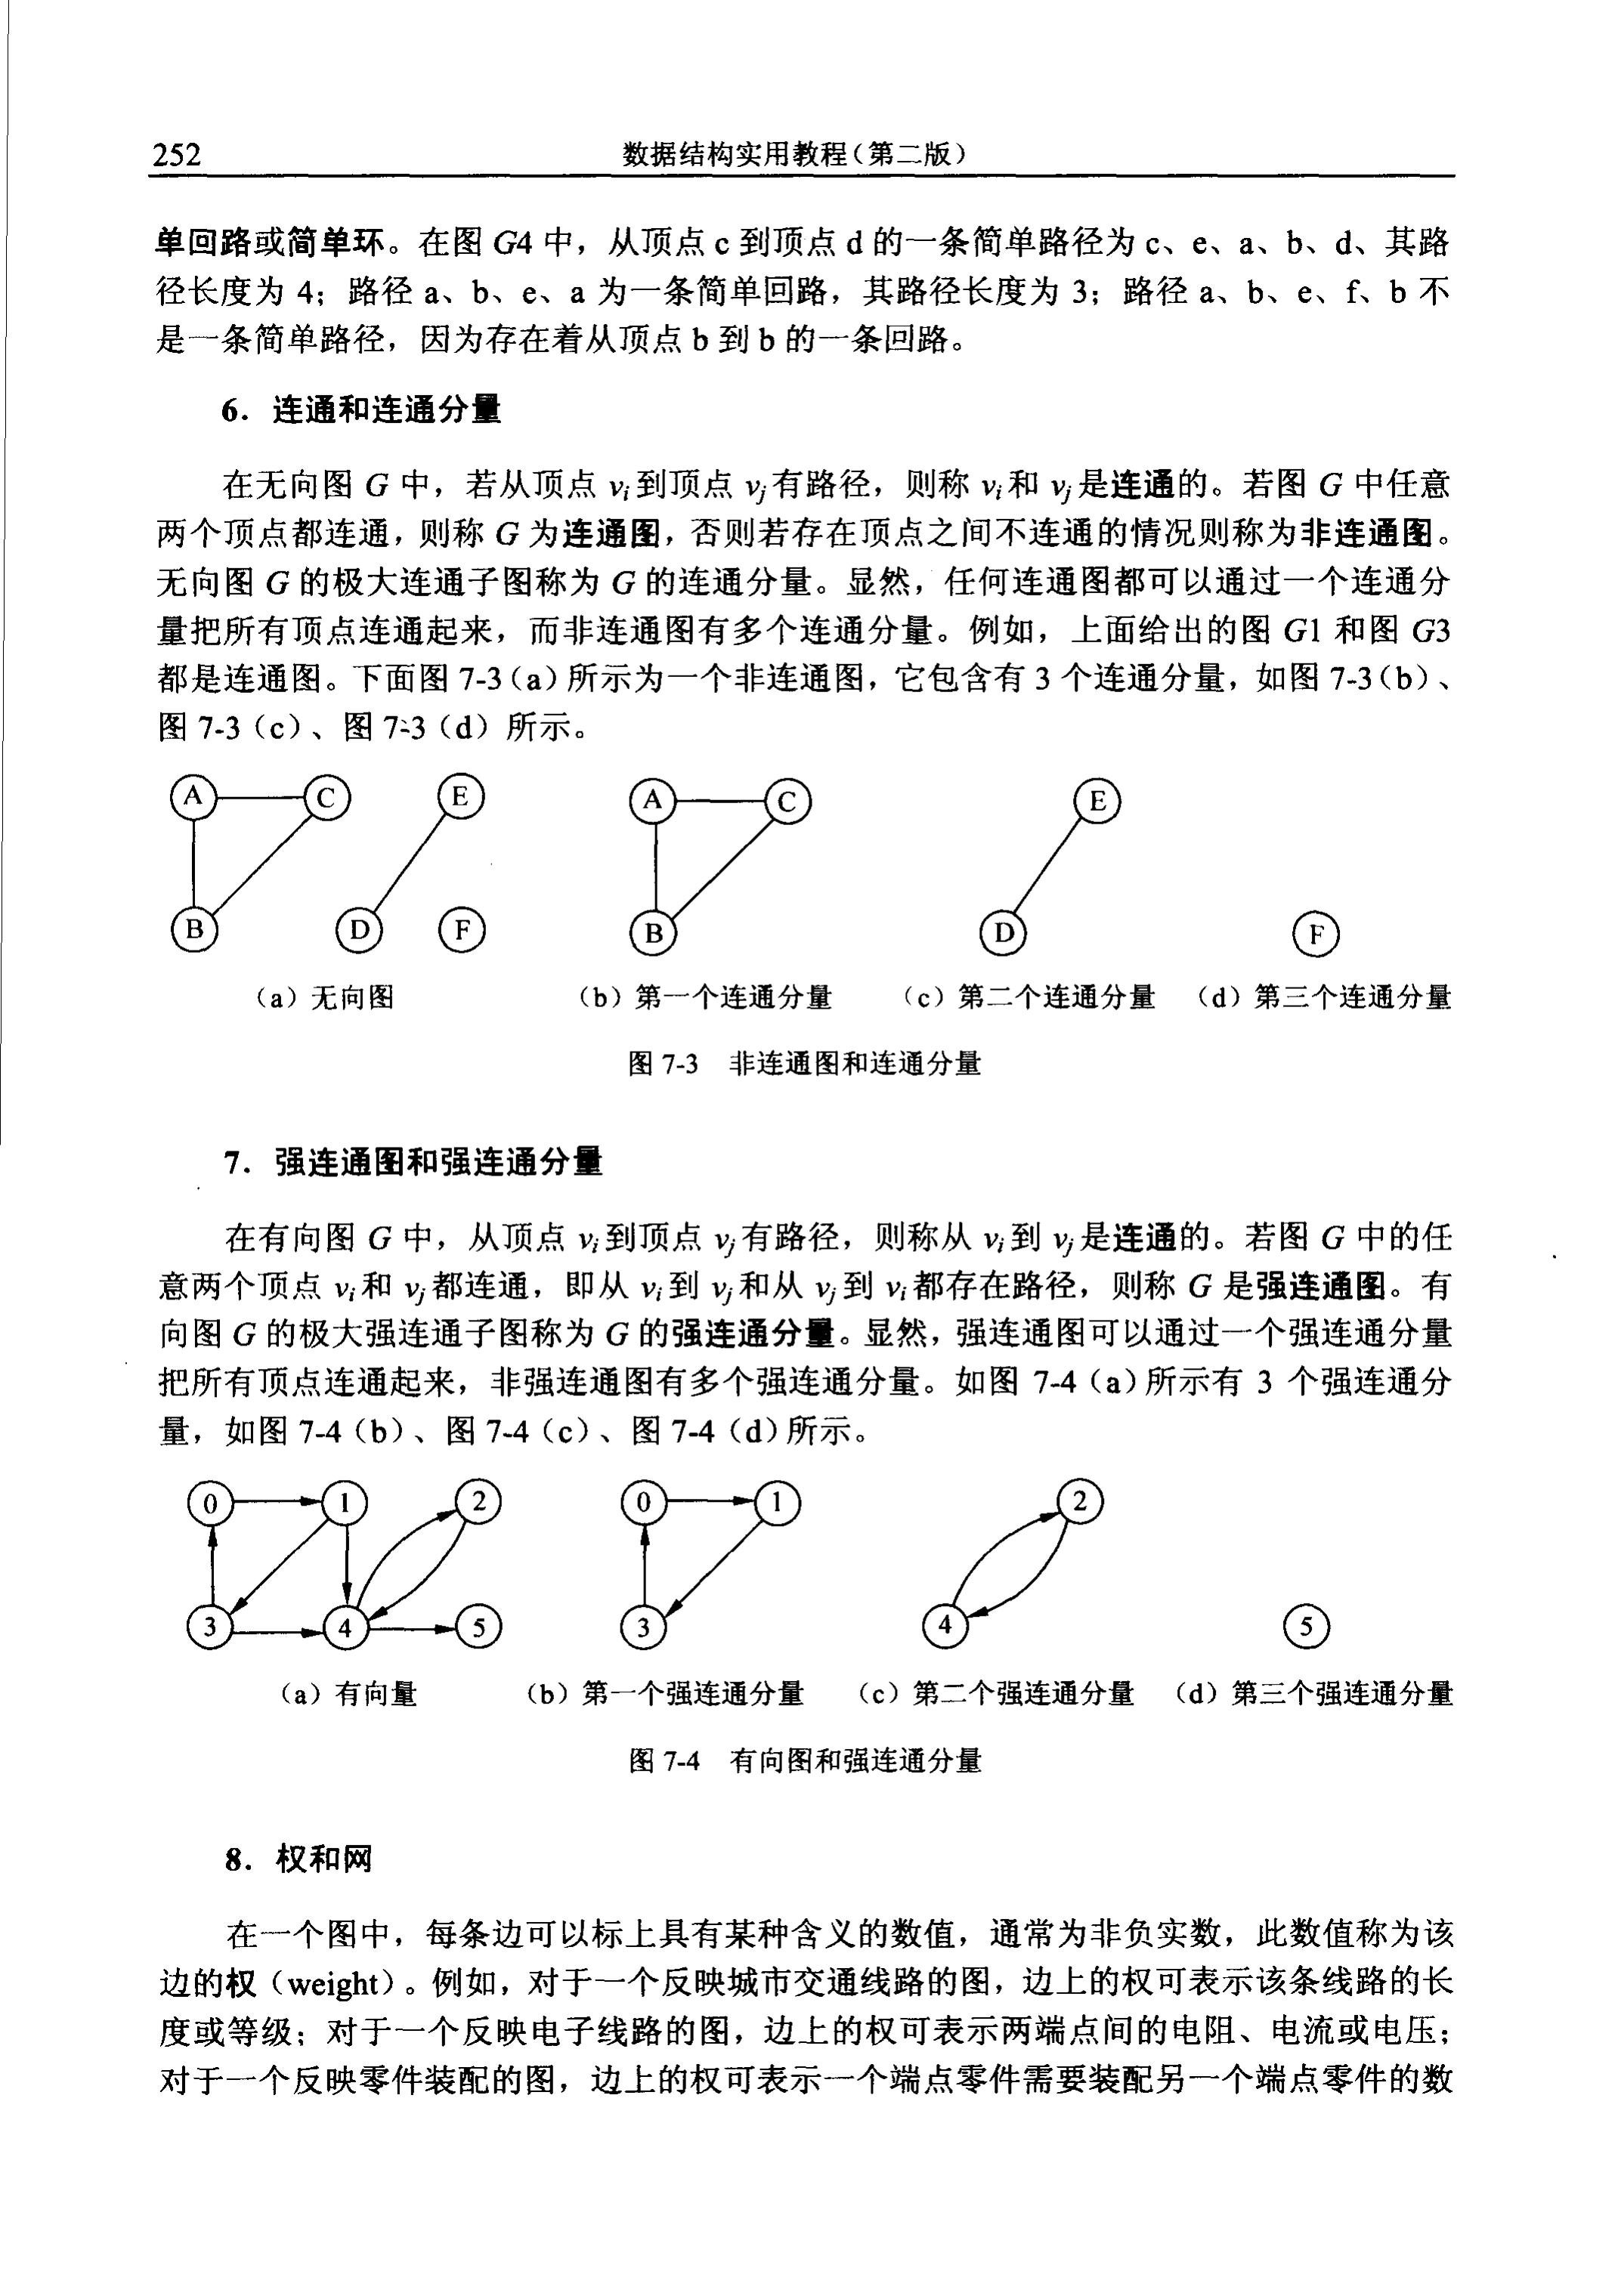 252
数据结构实用教程(第二版)
单回路或简单环。在图 G4 中，从顶点 c 到顶点 d 的一条简单路径为 c、e、a、b、d、其路
径长度为 4；路径 a、b、e、a 为一条简单回路，其路径长度为 3；路径 a、b、e、f、b 不
是一条简单路径，因为存在着从顶点 b 到 b 的一条回路。
6．连通和连通分量
在无向图 G 中，若从顶点 vi 到顶点 vj 有路径，则称 vi 和 vj 是连通的。若图 G 中任意
两个顶点都连通，则称 G 为连通图，否则若存在顶点之间不连通的情况则称为非连通图。
无向图 G 的极大连通子图称为 G 的连通分量。显然，任何连通图都可以通过一个连通分
量把所有顶点连通起来，而非连通图有多个连通分量。例如，上面给出的图 G1 和图 G3
都是连通图。下面图 7-3（a）所示为一个非连通图，它包含有 3 个连通分量，如图 7-3（b）、
图 7-3（c）、图 7-3（d）所示。
A C E A C E
B D F B D F
（a）无向图 （b）第一个连通分量 （c）第二个连通分量 （d）第三个连通分量
图 7-3 非连通图和连通分量
7．强连通图和强连通分量
在有向图 G 中，从顶点 vi 到顶点 vj 有路径，则称从 vi 到 vj 是连通的。若图 G 中的任
意两个顶点 vi 和 vj 都连通，即从 vi 到 vj 和从 vj 到 vi 都存在路径，则称 G 是强连通图。有
向图 G 的极大强连通子图称为 G 的强连通分量。显然，强连通图可以通过一个强连通分量
把所有顶点连通起来，非强连通图有多个强连通分量。如图 7-4（a）所示有 3 个强连通分
量，如图 7-4（b）、图 7-4（c）、图 7-4（d）所示。
0 1 2 0 1 2
3 4 5 3 4 5
（a）有向量 （b）第一个强连通分量 （c）第二个强连通分量 （d）第三个强连通分量
图 7-4 有向图和强连通分量
8．权和网
在一个图中，每条边可以标上具有某种含义的数值，通常为非负实数，此数值称为该
边的权（weight）。例如，对于一个反映城市交通线路的图，边上的权可表示该条线路的长
度或等级；对于一个反映电子线路的图，边上的权可表示两端点间的电阻、电流或电压；
对于一个反映零件装配的图，边上的权可表示一个端点零件需要装配另一个端点零件的数